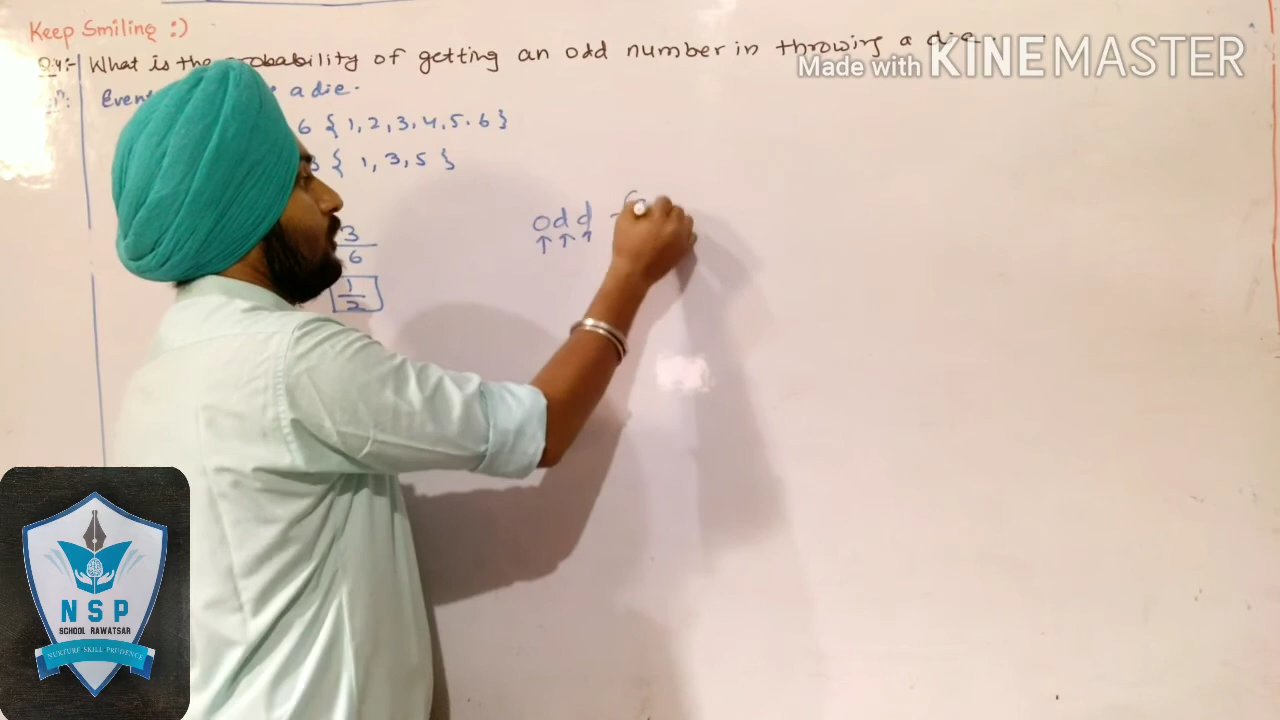 Keep Smiling :)
Q4:- What is the probability of getting an odd number in throwing a die.
Made with KINEMASTER
a die.
6 { 1, 2, 3, 4, 5. 6 }
3 { 1, 3, 5 }
odd
3
6
1
2
NSP
SCHOOL RAWATSAR
NURTURE SKILL PRUDENCE